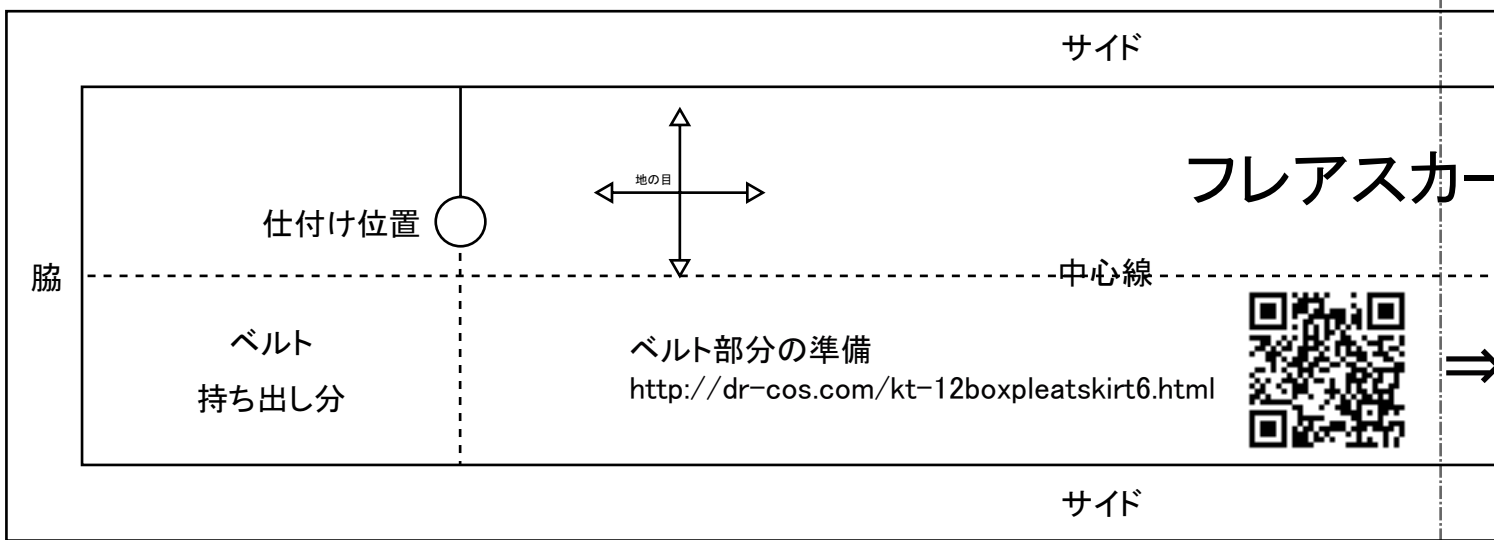 サイド
フレアスカー
地の目
仕付け位置
脇
中心線
ベルト
持ち出し分
ベルト部分の準備
http://dr-cos.com/kt-12boxpleatskirt6.html
⇒
サイド